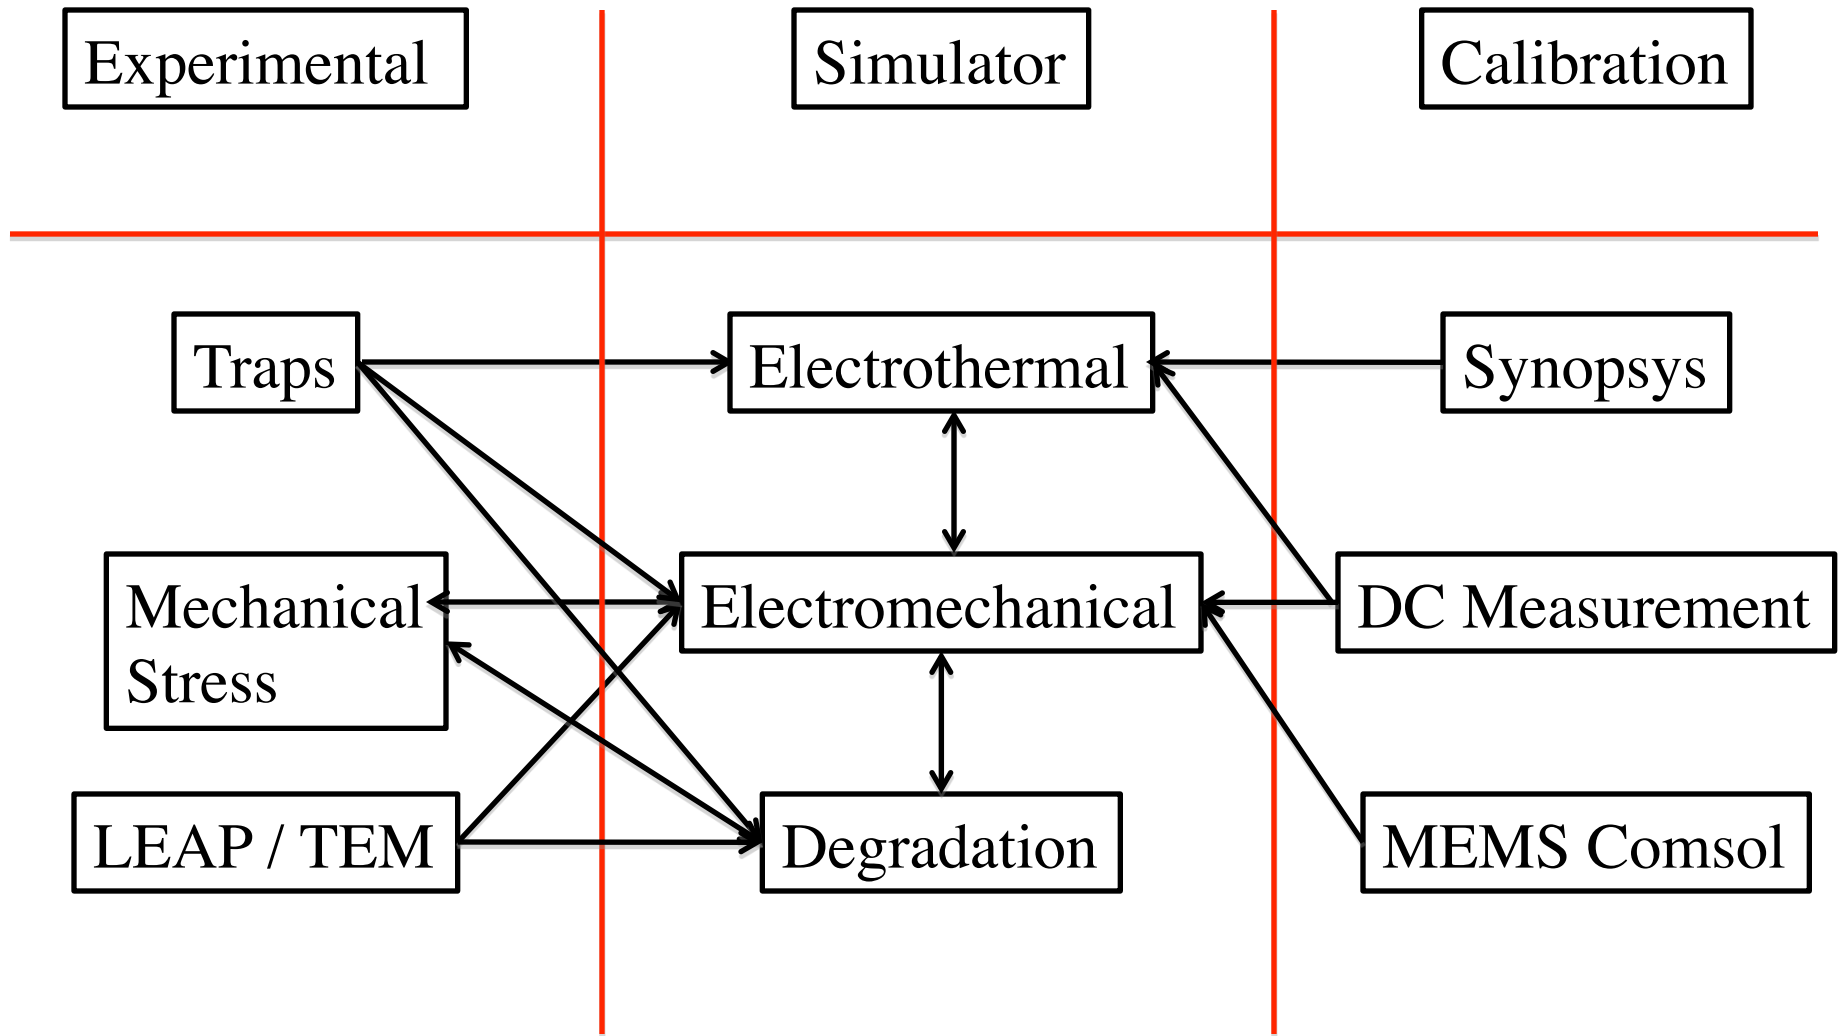 Experimental
Simulator
Calibration
Traps
Electrothermal
Synopsys
Mechanical
Stress
Electromechanical
DC Measurement
LEAP / TEM
Degradation
MEMS Comsol